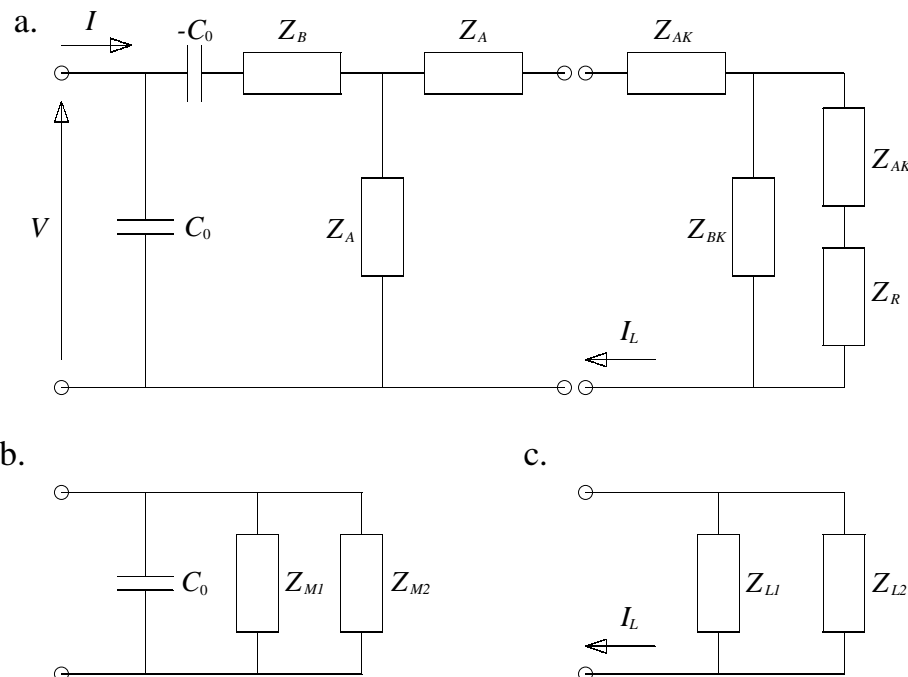 a.
I
-C0
ZB
ZA
ZAK
ZAK
V
C0
ZA
ZBK
ZR
IL
b.
c.
C0
ZM1
ZM2
ZL1
ZL2
IL